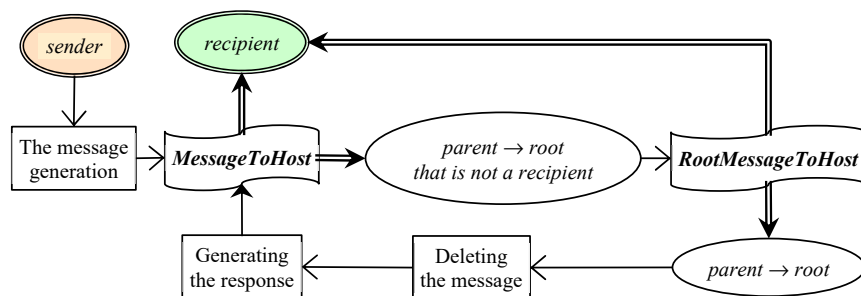 sender
recipient
The message
generation
MessageToHost
parent → root
that is not a recipient
RootMessageToHost
Generating
the response
Deleting
the message
parent → root